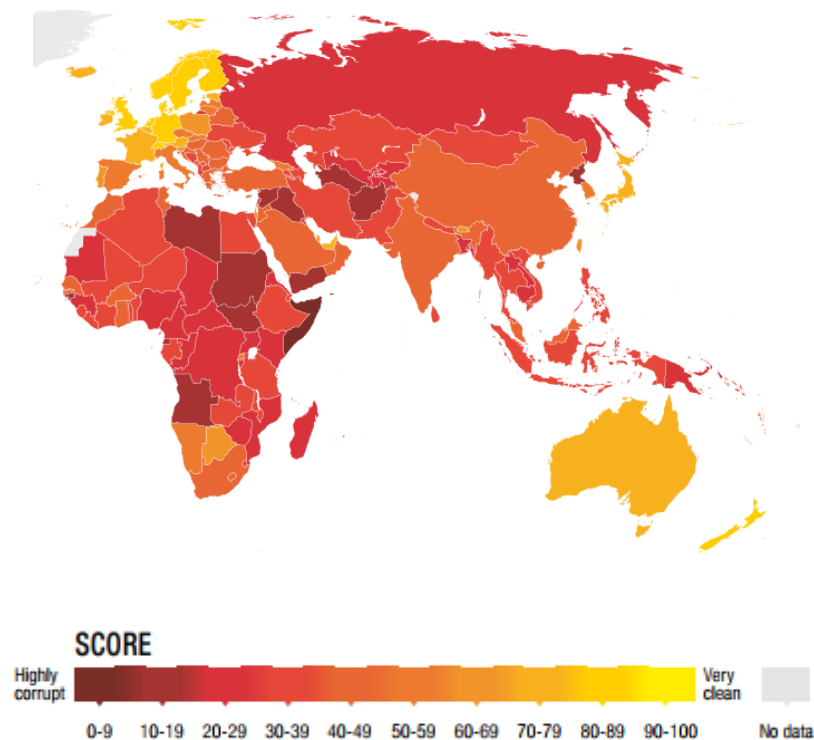 SCORE
Highly
corrupt
Very
clean
0-9 10-19 20-29 30-39 40-49 50-59 60-69 70-79 80-89 90-100 No data